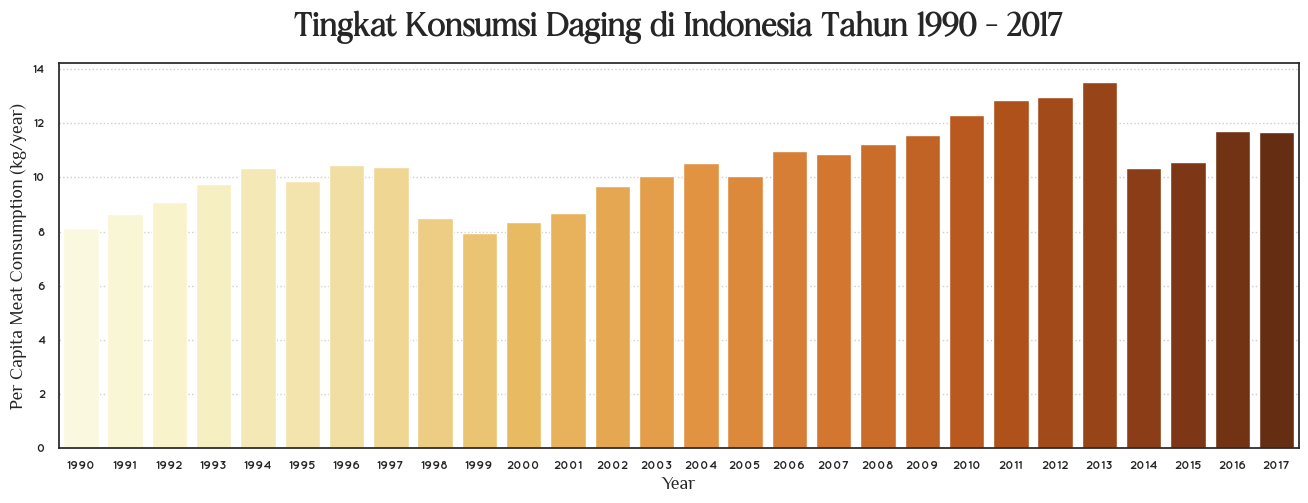 Tingkat Konsumsi Daging di Indonesia Tahun 1990 - 2017
Per Capita Meat Consumption (kg/year)
14
12
10
8
6
4
2
0
1990 1991 1992 1993 1994 1995 1996 1997 1998 1999 2000 2001 2002 2003 2004 2005 2006 2007 2008 2009 2010 2011 2012 2013 2014 2015 2016 2017
Year